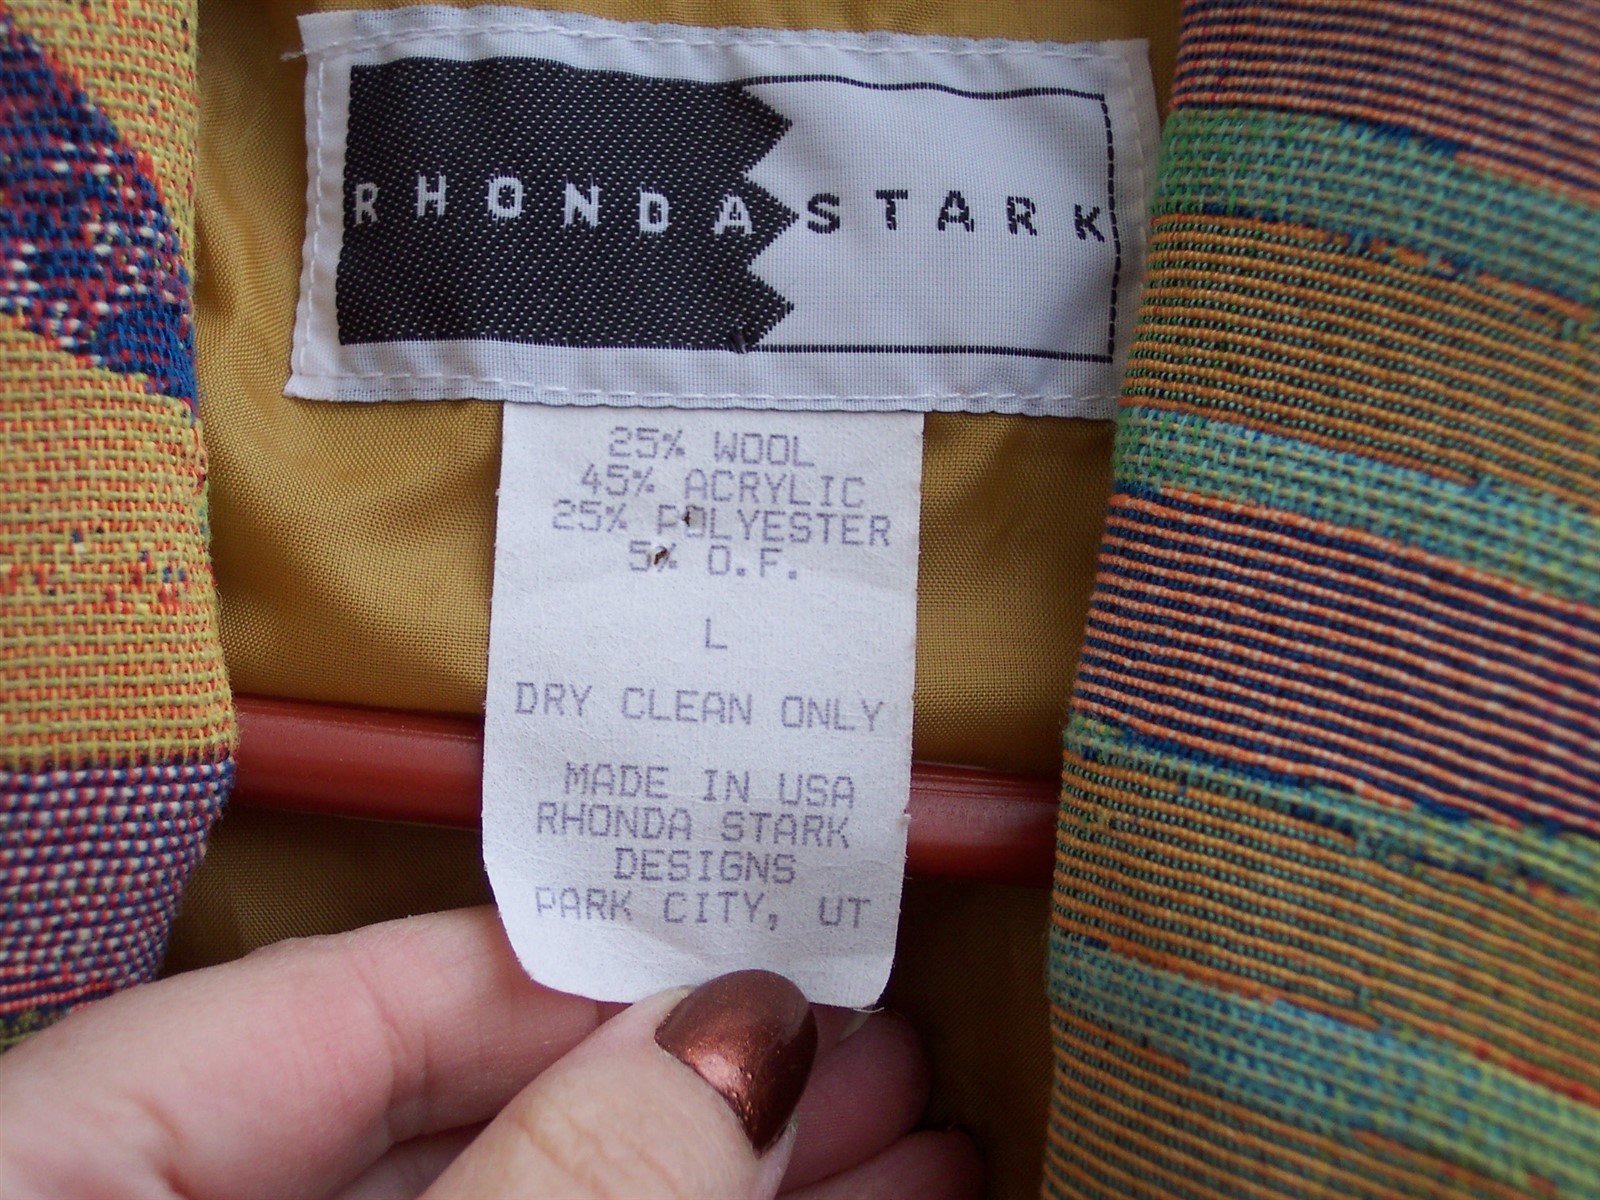 RHONDA STARK
25% WOOL
45% ACRYLIC
25% POLYESTER
5% O.F.
L
DRY CLEAN ONLY
MADE IN USA
RHONDA STARK
DESIGNS
PARK CITY, UT